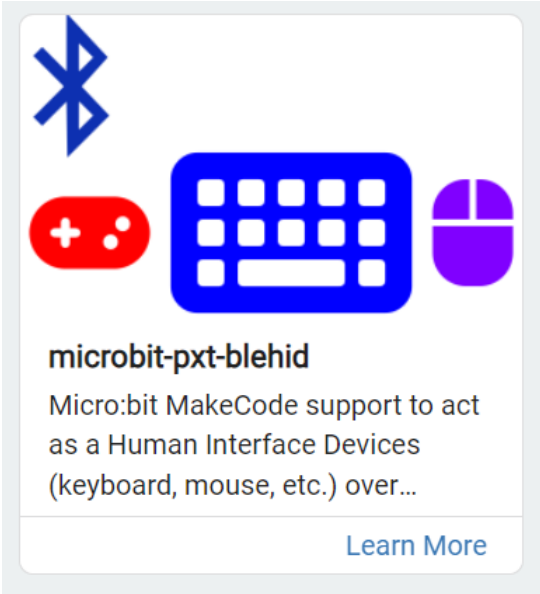 microbit-pxt-blehid
Micro:bit MakeCode support to act
as a Human Interface Devices
(keyboard, mouse, etc.) over...
Learn More